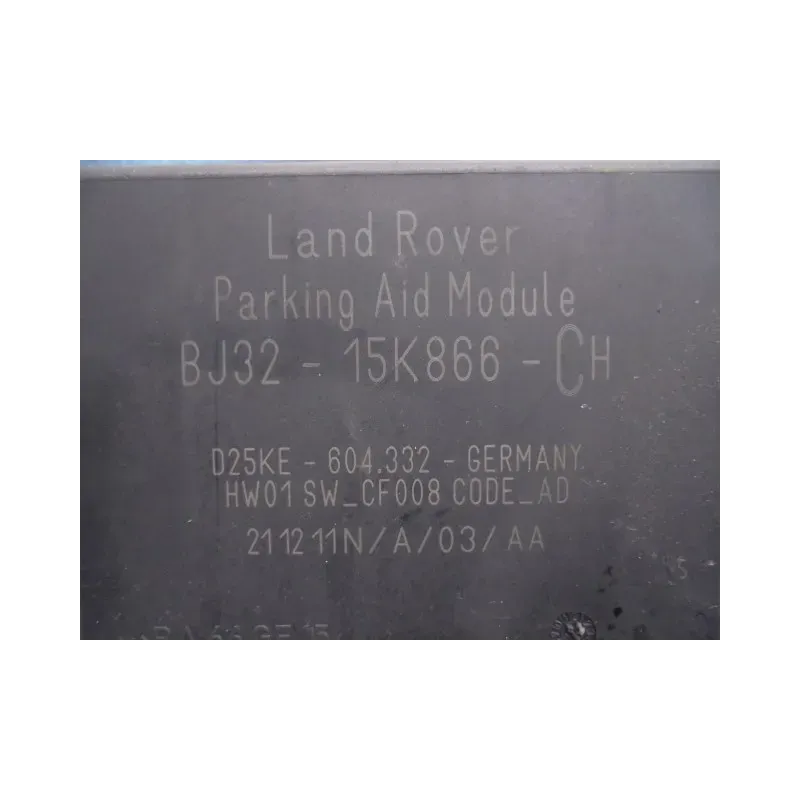 Land Rover
Parking Aid Module
BJ32 - 15K866 - CH
D25KE - 604.332 - GERMANY
HW01 SW_CF008 CODE_AD
21 12 11N/A/03/AA